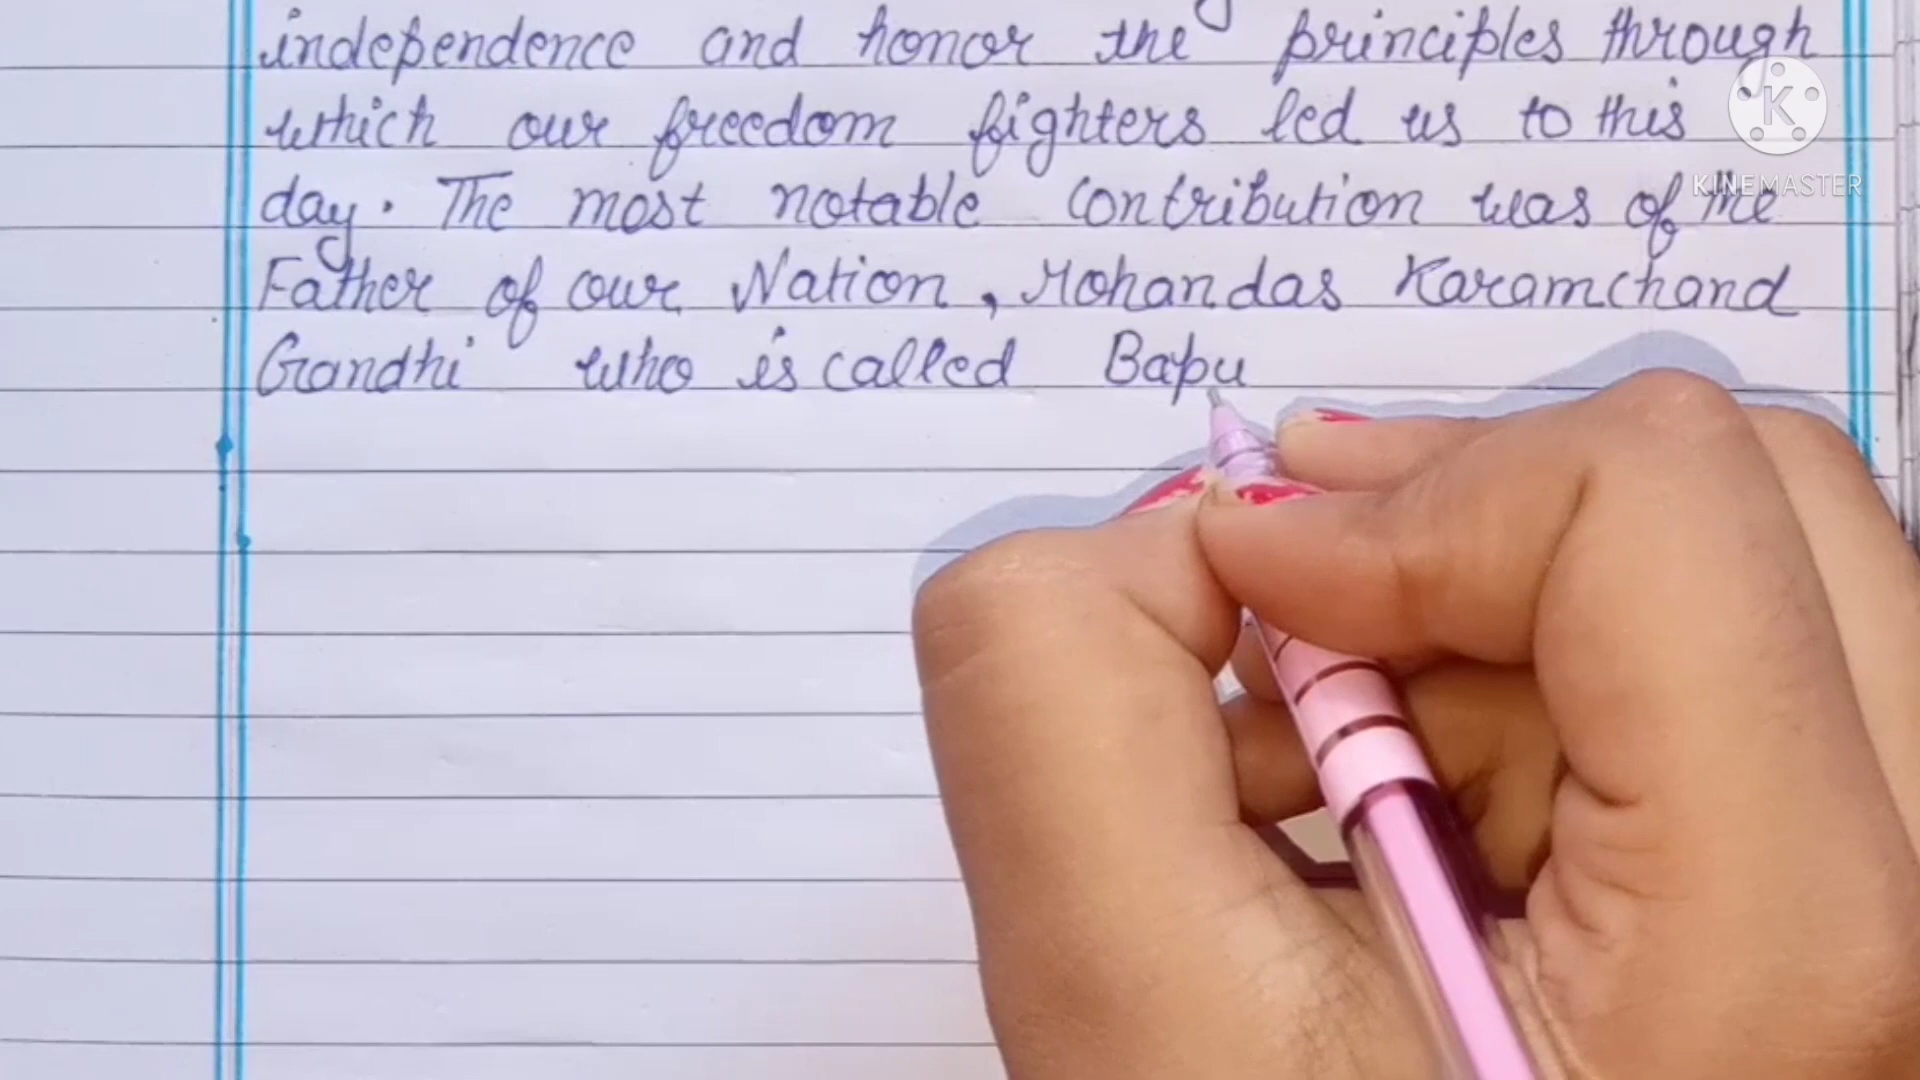 independence and honor the principles through
which our freedom fighters led us to this
day. The most notable contribution was of the
Father of our Nation, Mohandas Karamchand
Gandhi who is called Bapu
K
KINEMASTER